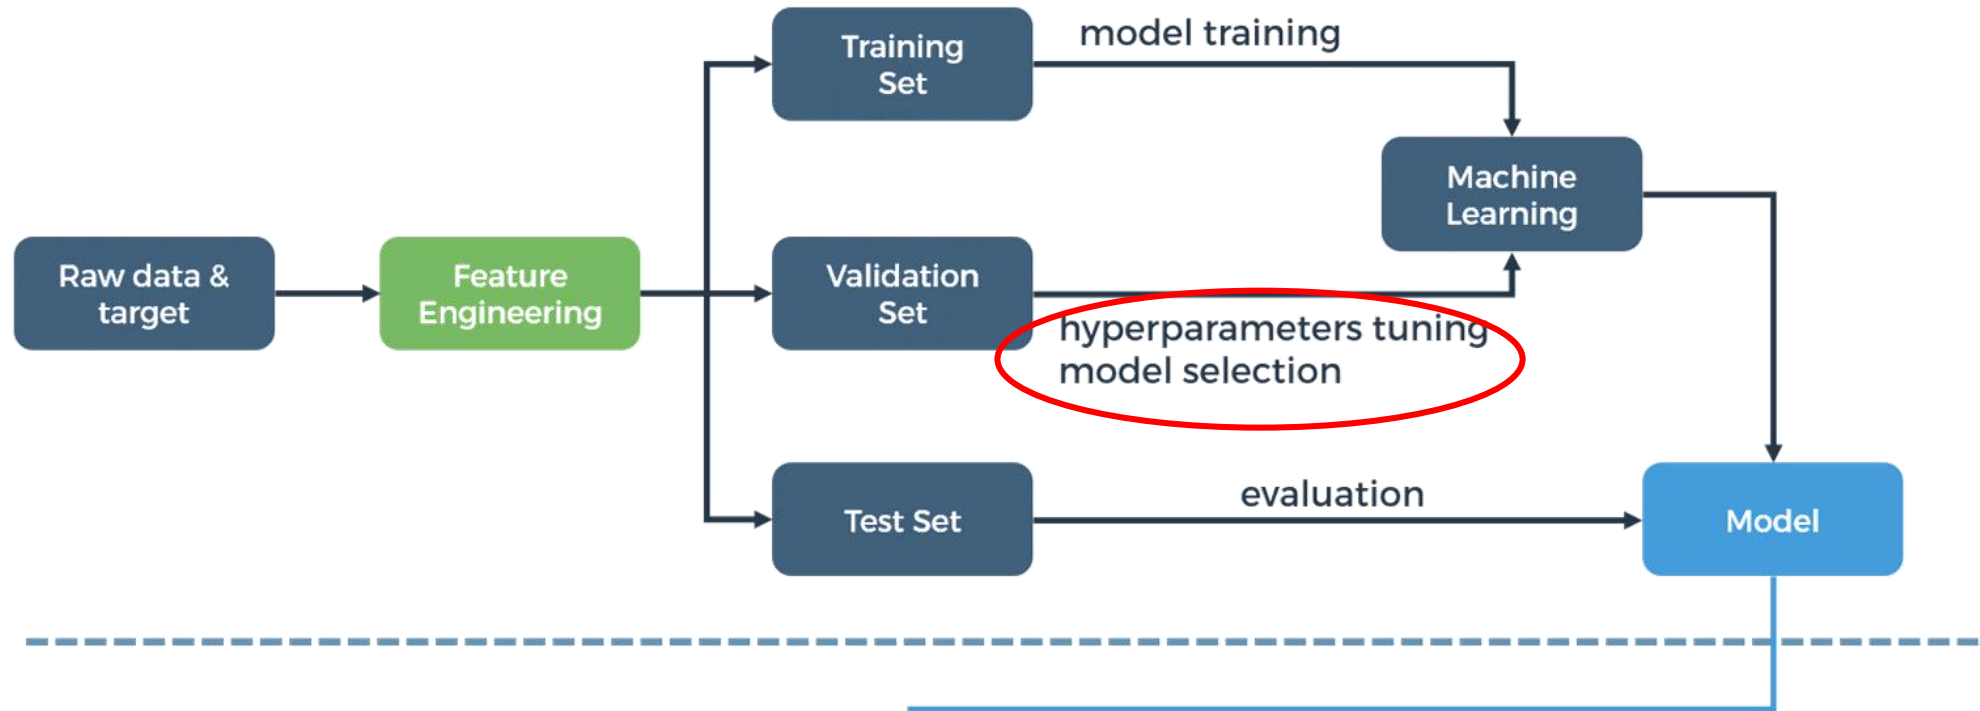 Training
Set
model training
Machine
Learning
Raw data &
target
Feature
Engineering
Validation
Set
hyperparameters tuning
model selection
Test Set
evaluation
Model